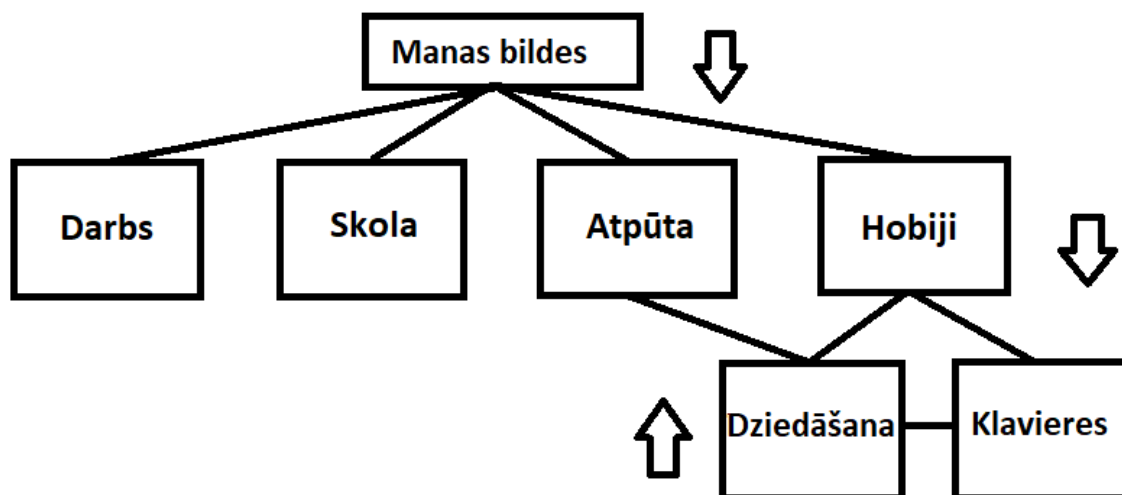 Manas bildes
Darbs
Skola
Atpūta
Hobiji
Dziedāšana
Klavieres